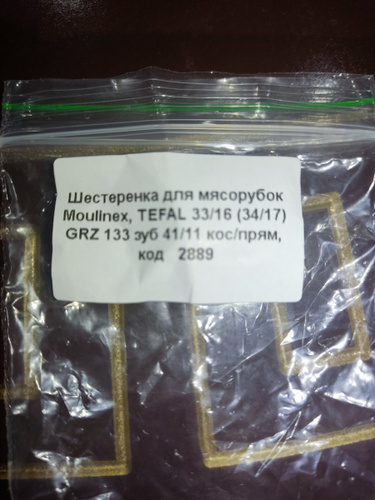 Шестеренка для мясорубок
Moulinex, TEFAL 33/16 (34/17)
GRZ 133 зуб 41/11 кос/прям,
код 2889